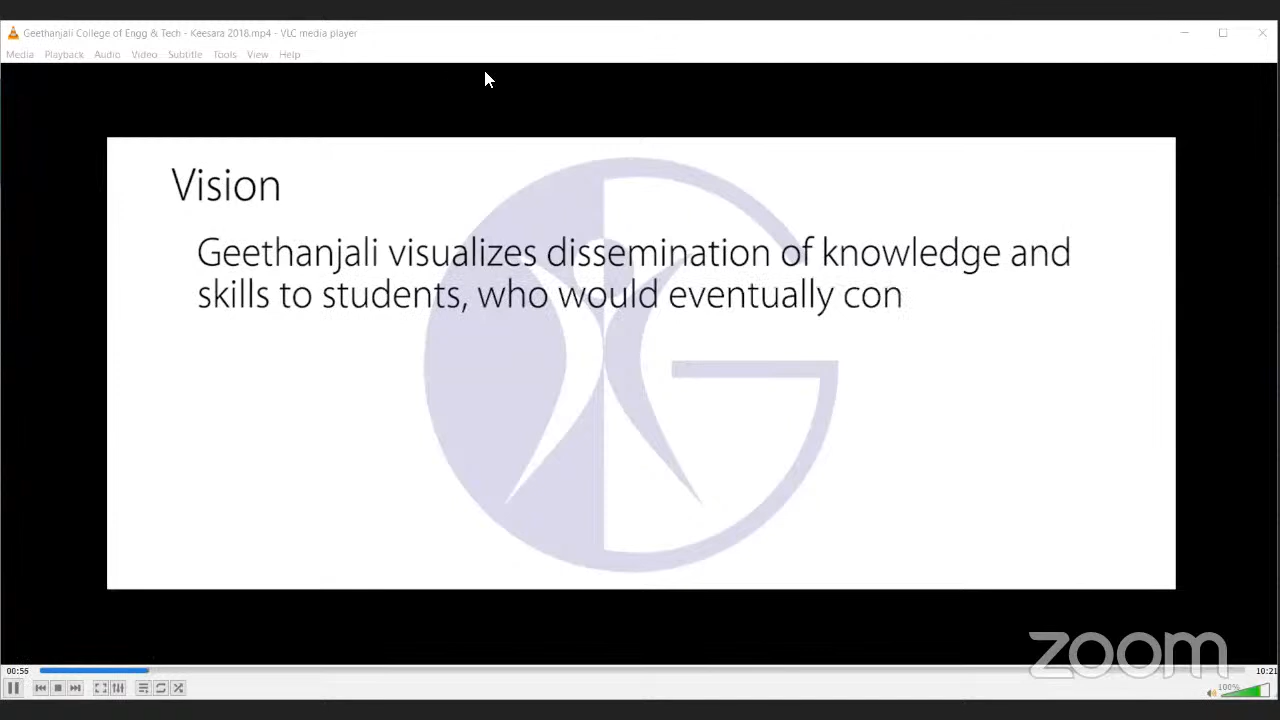 Geethanjali College of Engg & Tech - Keesara 2018.mp4 - VLC media player
Media Playback Audio Video Subtitle Tools View Help
Vision
Geethanjali visualizes dissemination of knowledge and
skills to students, who would eventually con
zoom
00:56
10:21
100%